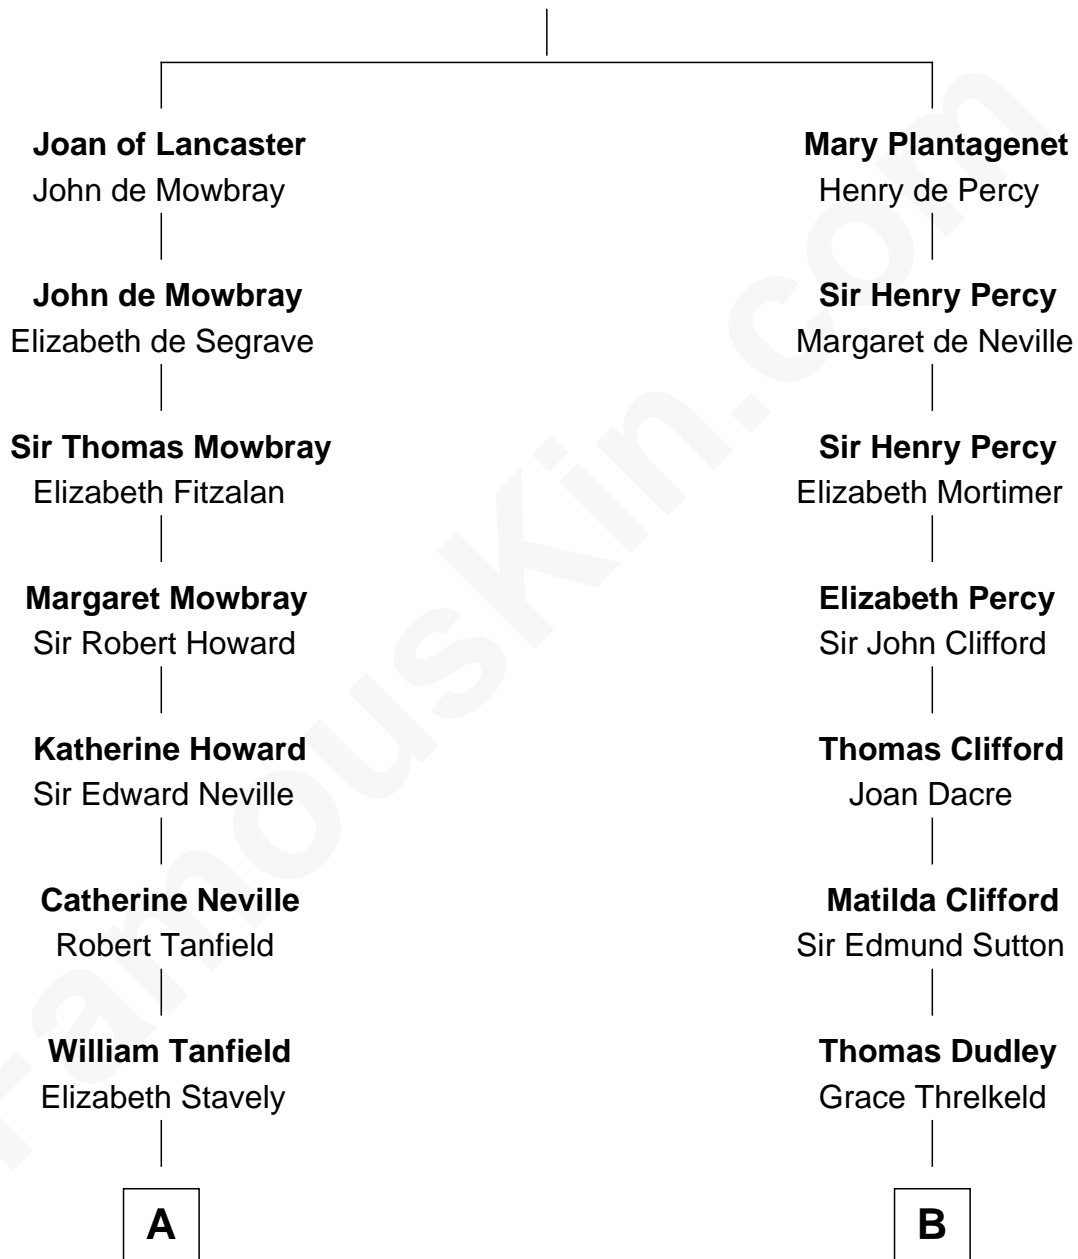 Joan of Lancaster
John de Mowbray
John de Mowbray
Elizabeth de Segrave
Sir Thomas Mowbray
Elizabeth Fitzalan
Margaret Mowbray
Sir Robert Howard
Katherine Howard
Sir Edward Neville
Catherine Neville
Robert Tanfield
William Tanfield
Elizabeth Stavely
A
Mary Plantagenet
Henry de Percy
Sir Henry Percy
Margaret de Neville
Sir Henry Percy
Elizabeth Mortimer
Elizabeth Percy
Sir John Clifford
Thomas Clifford
Joan Dacre
Matilda Clifford
Sir Edmund Sutton
Thomas Dudley
Grace Threlkeld
B
FamousKin.com